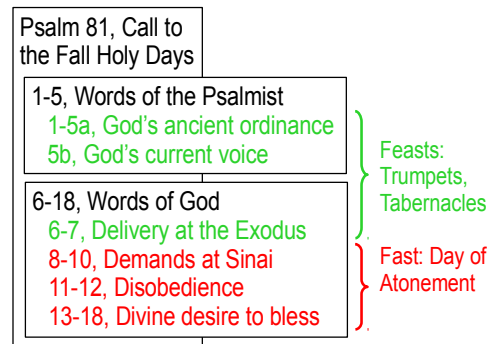 Psalm 81, Call to
the Fall Holy Days
1-5, Words of the Psalmist
1-5a, God's ancient ordinance
5b, God's current voice
6-18, Words of God
6-7, Delivery at the Exodus
8-10, Demands at Sinai
11-12, Disobedience
13-18, Divine desire to bless
Feasts:
Trumpets,
Tabernacles
Fast: Day of
Atonement